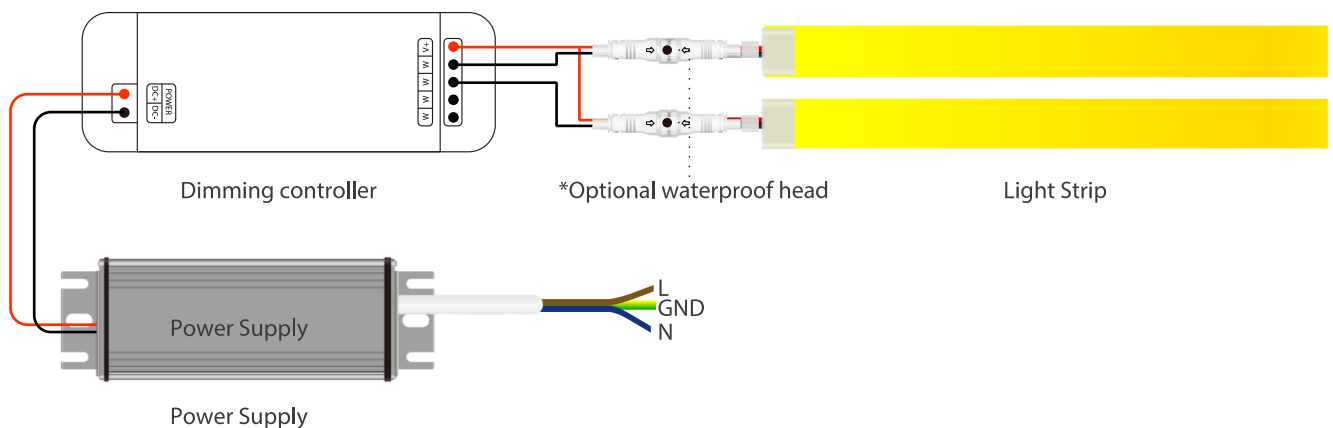 POWER
DC+ DC-
V+
W
W
W
W
Dimming controller
*Optional waterproof head
Light Strip
L
GND
N
Power Supply
Power Supply